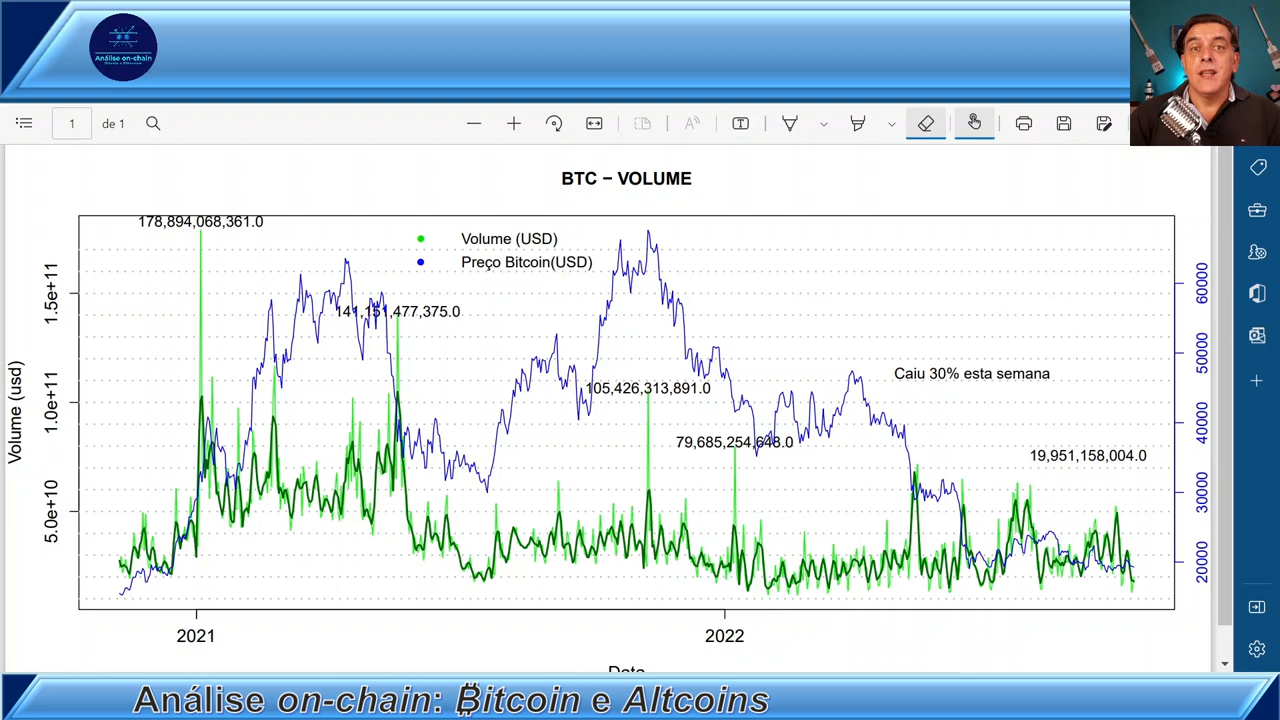 Análise on-chain
Bitcoin e Altcoins
1
de 1
BTC − VOLUME
178,894,068,361.0
Volume (USD)
Preço Bitcoin(USD)
141,151,477,375.0
Caiu 30% esta semana
105,426,313,891.0
79,685,254,648.0
19,951,158,004.0
Volume (usd)
1.5e+11
1.0e+11
5.0e+10
60000
50000
40000
30000
20000
2021
2022
Data
Análise on-chain: ₿itcoin e Altcoins